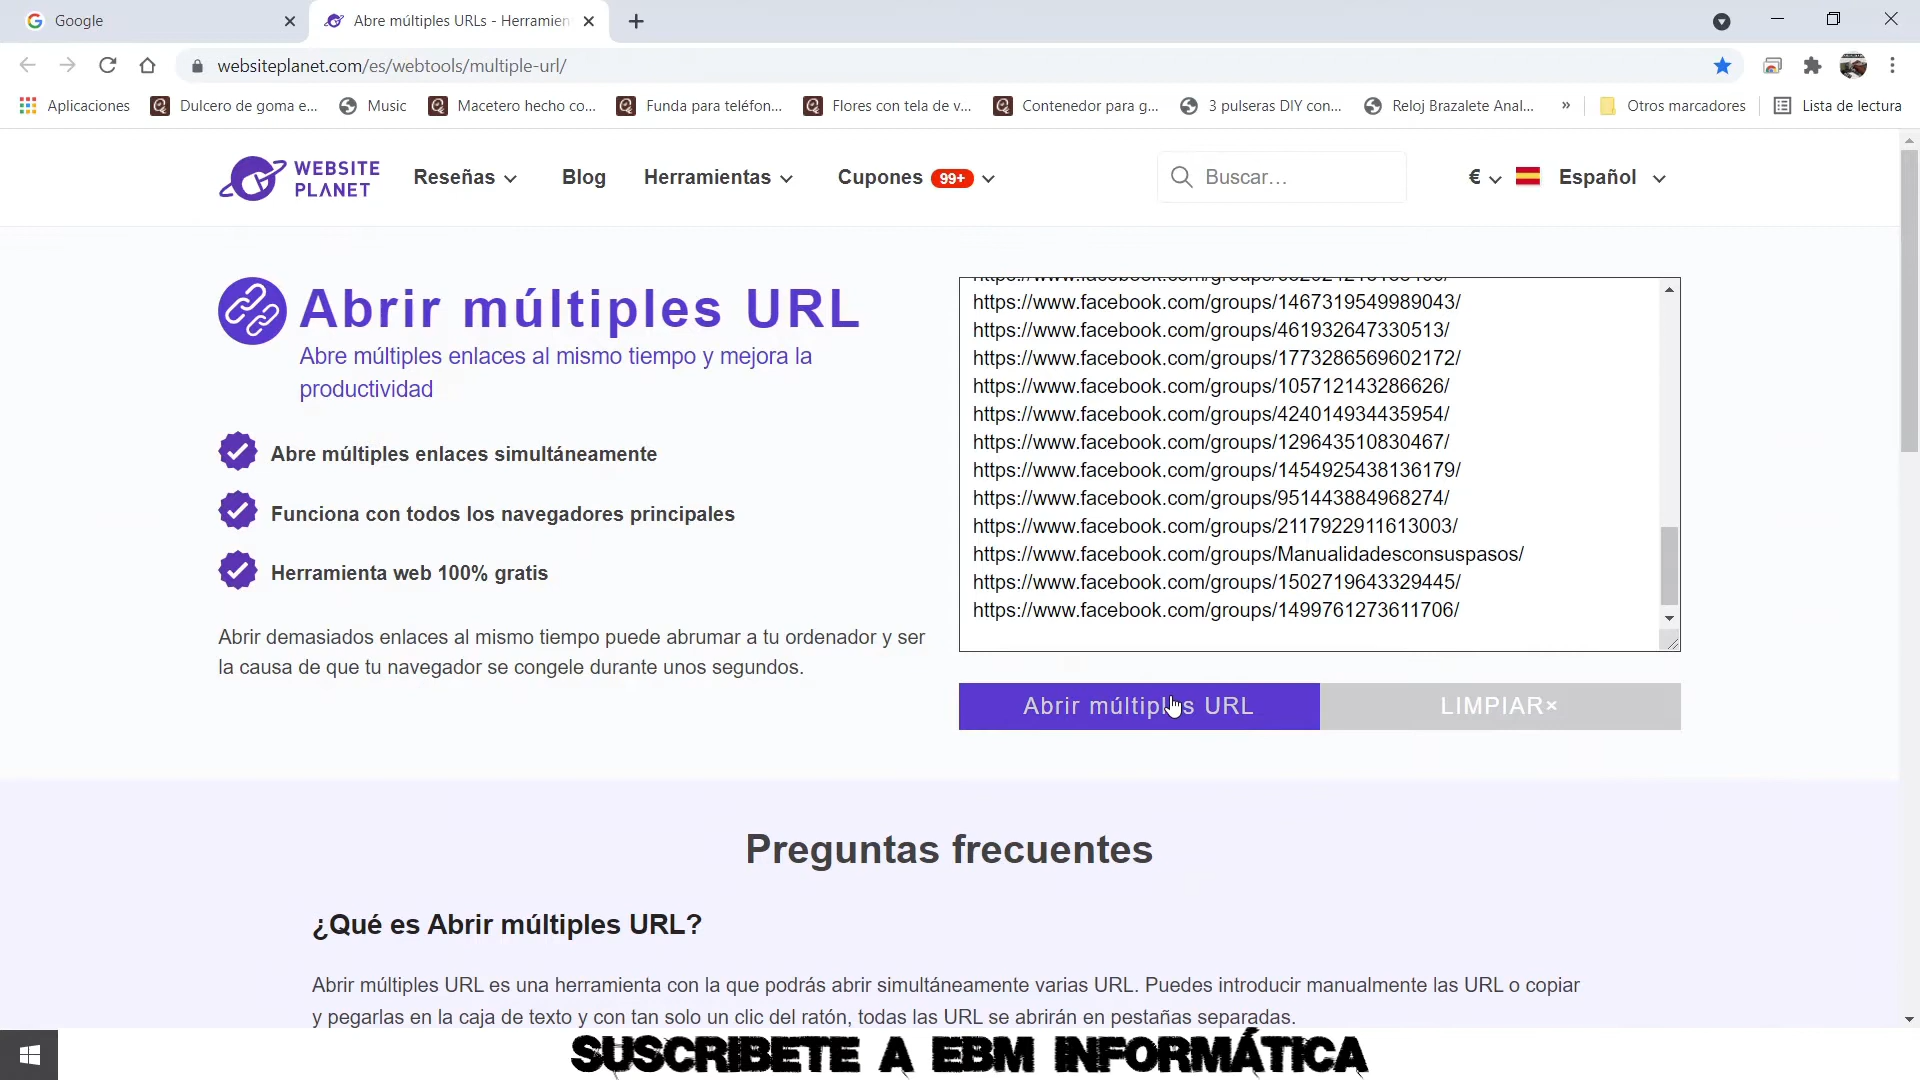 Google
Abre múltiples URLs - Herramien
websiteplanet.com/es/webtools/multiple-url/
Aplicaciones
Dulcero de goma e...
Music
Macetero hecho co...
Funda para teléfon...
Flores con tela de v...
Contenedor para g...
3 pulseras DIY con...
Reloj Brazalete Anal...
»
Otros marcadores
Lista de lectura
WEBSITE
PLANET
Reseñas
Blog
Herramientas
Cupones 99+
Buscar...
€
Español
Abrir múltiples URL
Abre múltiples enlaces al mismo tiempo y mejora la
productividad
Abre múltiples enlaces simultáneamente
Funciona con todos los navegadores principales
Herramienta web 100% gratis
Abrir demasiados enlaces al mismo tiempo puede abrumar a tu ordenador y ser
la causa de que tu navegador se congele durante unos segundos.
https://www.facebook.com/groups/1467319549989043/
https://www.facebook.com/groups/461932647330513/
https://www.facebook.com/groups/1773286569602172/
https://www.facebook.com/groups/105712143286626/
https://www.facebook.com/groups/424014934435954/
https://www.facebook.com/groups/129643510830467/
https://www.facebook.com/groups/1454925438136179/
https://www.facebook.com/groups/951443884968274/
https://www.facebook.com/groups/2117922911613003/
https://www.facebook.com/groups/Manualidadesconsuspasos/
https://www.facebook.com/groups/1502719643329445/
https://www.facebook.com/groups/1499761273611706/
Abrir múltiples URL
LIMPIAR×
Preguntas frecuentes
¿Qué es Abrir múltiples URL?
Abrir múltiples URL es una herramienta con la que podrás abrir simultáneamente varias URL. Puedes introducir manualmente las URL o copiar
y pegarlas en la caja de texto y con tan solo un clic del ratón, todas las URL se abrirán en pestañas separadas.
SUSCRIBETE A EBM INFORMÁTICA